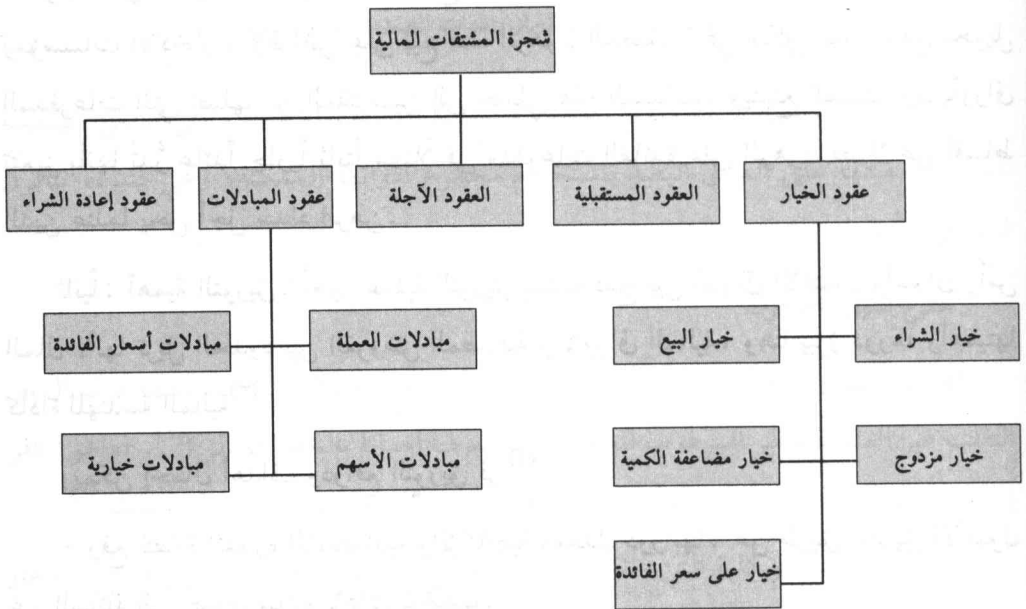 شجرة المشتقات المالية
عقود الخيار
العقود المستقبلية
العقود الآجلة
عقود المبادلات
عقود إعادة الشراء
خيار الشراء
خيار البيع
مبادلات العملة
مبادلات أسعار الفائدة
خيار مزدوج
خيار مضاعفة الكمية
مبادلات الأسهم
مبادلات خيارية
خيار على سعر الفائدة